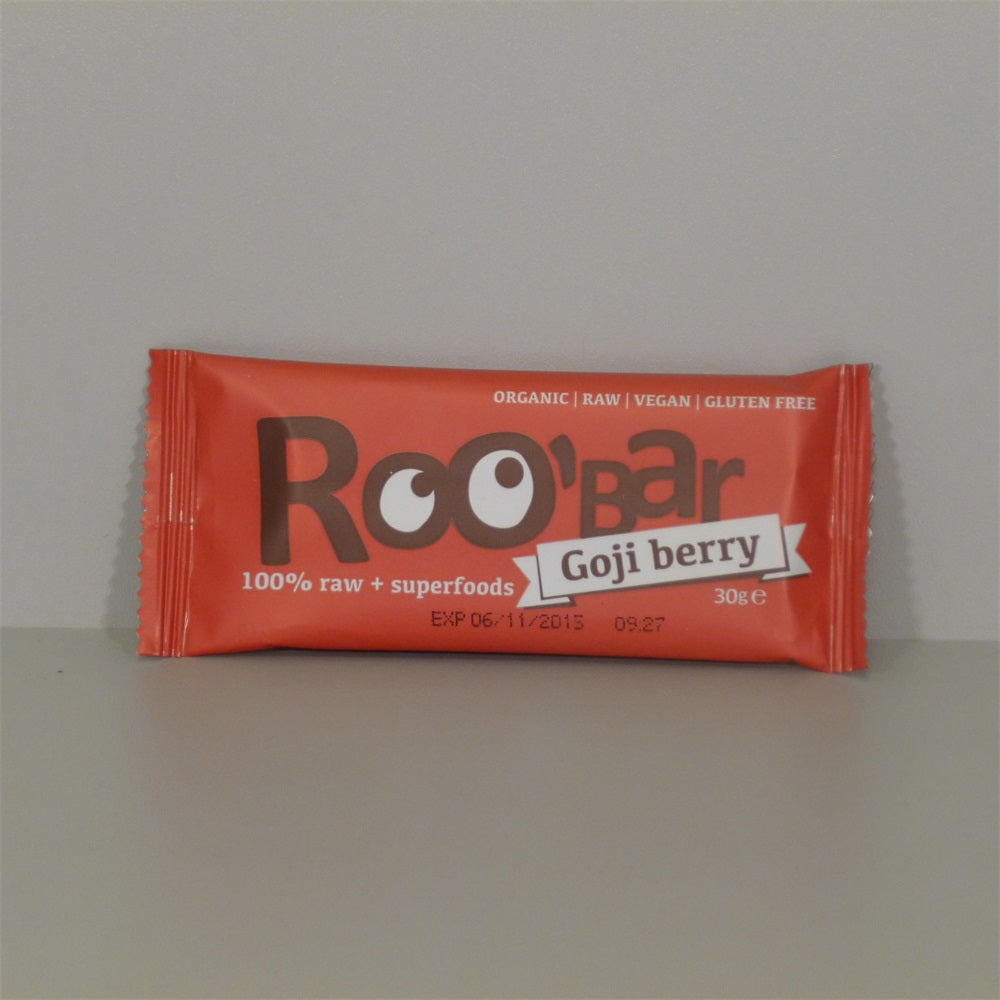 ORGANIC | RAW | VEGAN | GLUTEN FREE
Roo'Bar
Goji berry
100% raw + superfoods
30g e
EXP 06/11/2015 09:27